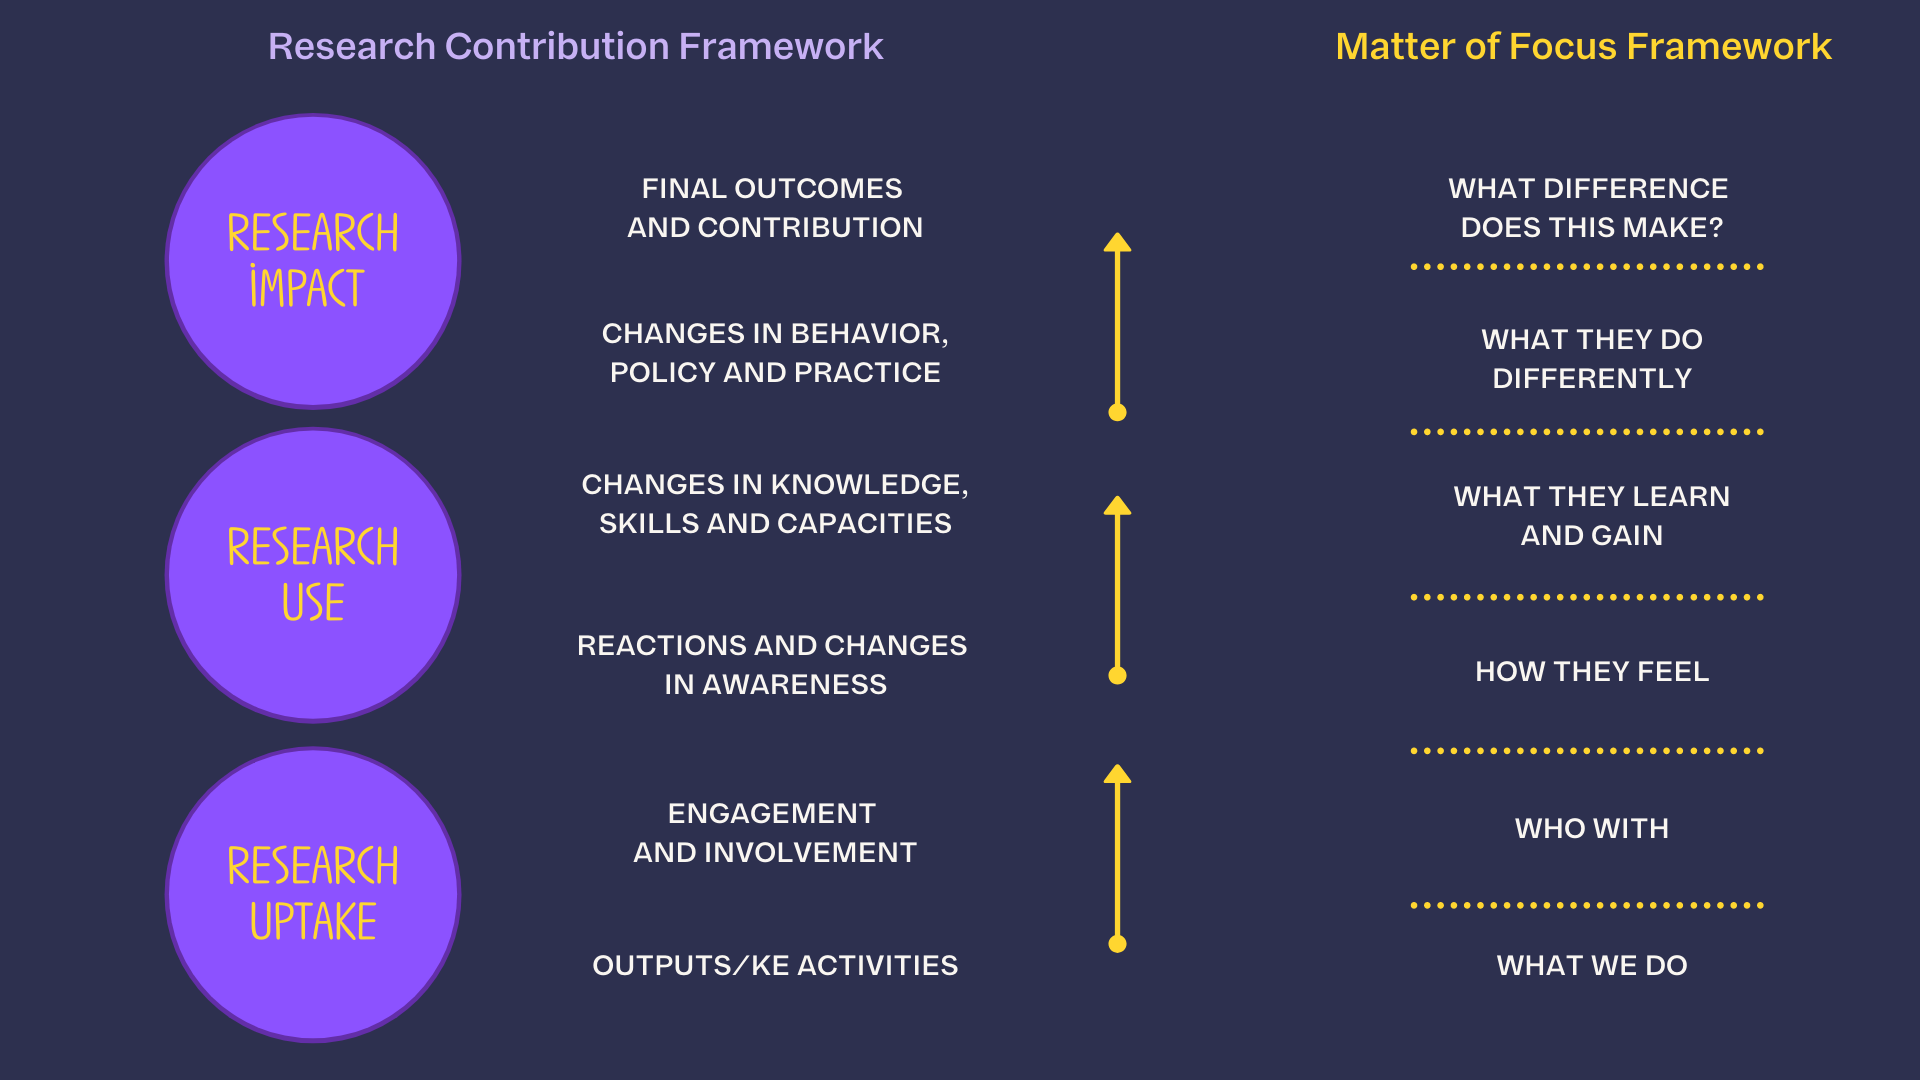 Research Contribution Framework
Matter of Focus Framework
RESEARCH
IMPACT
FINAL OUTCOMES
AND CONTRIBUTION
WHAT DIFFERENCE
DOES THIS MAKE?
CHANGES IN BEHAVIOR,
POLICY AND PRACTICE
WHAT THEY DO
DIFFERENTLY
RESEARCH
USE
CHANGES IN KNOWLEDGE,
SKILLS AND CAPACITIES
WHAT THEY LEARN
AND GAIN
REACTIONS AND CHANGES
IN AWARENESS
HOW THEY FEEL
RESEARCH
UPTAKE
ENGAGEMENT
AND INVOLVEMENT
WHO WITH
OUTPUTS/KE ACTIVITIES
WHAT WE DO